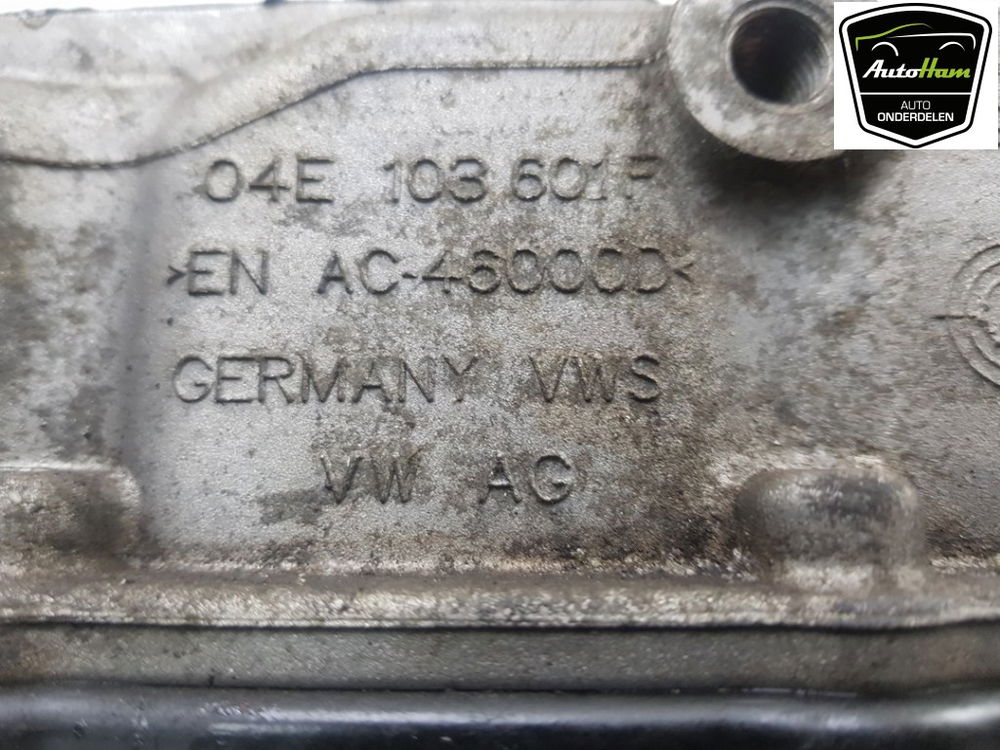 AutoHam
AUTO
ONDERDELEN
04E 103 601 F
>EN AC-46000D<
GERMANY VWS
VW AG